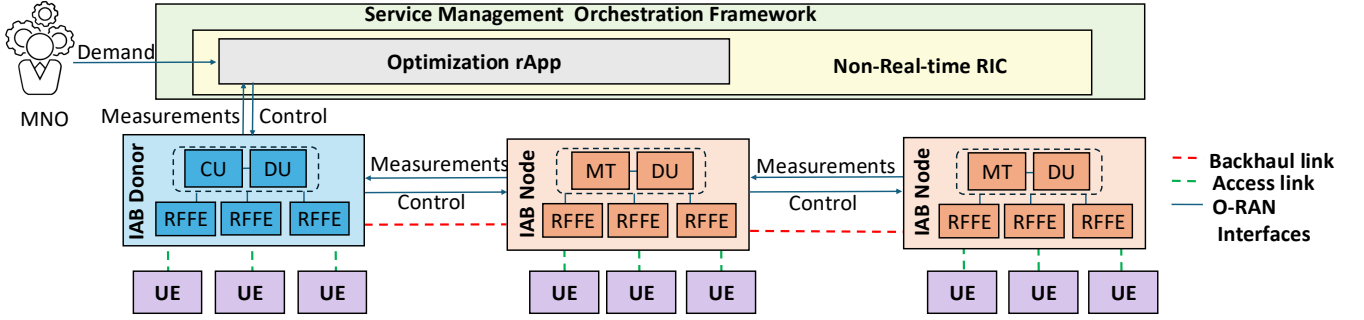 Service Management Orchestration Framework
Demand
Optimization rApp
Non-Real-time RIC
MNO
Measurements
Control
IAB Donor
CU
DU
RFFE
RFFE
RFFE
Measurements
Control
IAB Node
MT
DU
RFFE
RFFE
RFFE
Measurements
Control
IAB Node
MT
DU
RFFE
RFFE
RFFE
Backhaul link
Access link
O-RAN
Interfaces
UE
UE
UE
UE
UE
UE
UE
UE
UE